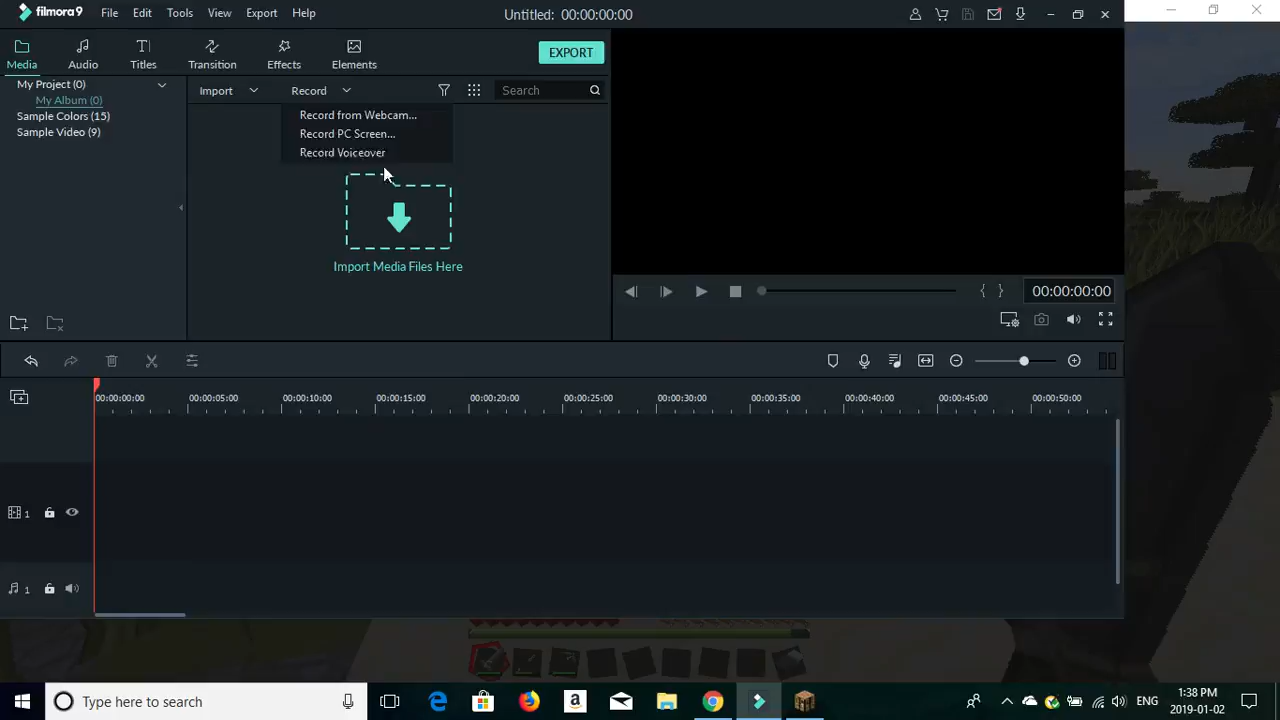 filmora9 File Edit Tools View Export Help Untitled: 00:00:00:00
Media Audio Titles Transition Effects Elements EXPORT
My Project (0)
My Album (0)
Sample Colors (15)
Sample Video (9)
Import Record Search
Record from Webcam...
Record PC Screen...
Record Voiceover
Import Media Files Here
00:00:00:00
00:00:00:00 00:00:05:00 00:00:10:00 00:00:15:00 00:00:20:00 00:00:25:00 00:00:30:00 00:00:35:00 00:00:40:00 00:00:45:00 00:00:50:00
1
1
Type here to search
a
ENG
1:38 PM
2019-01-02